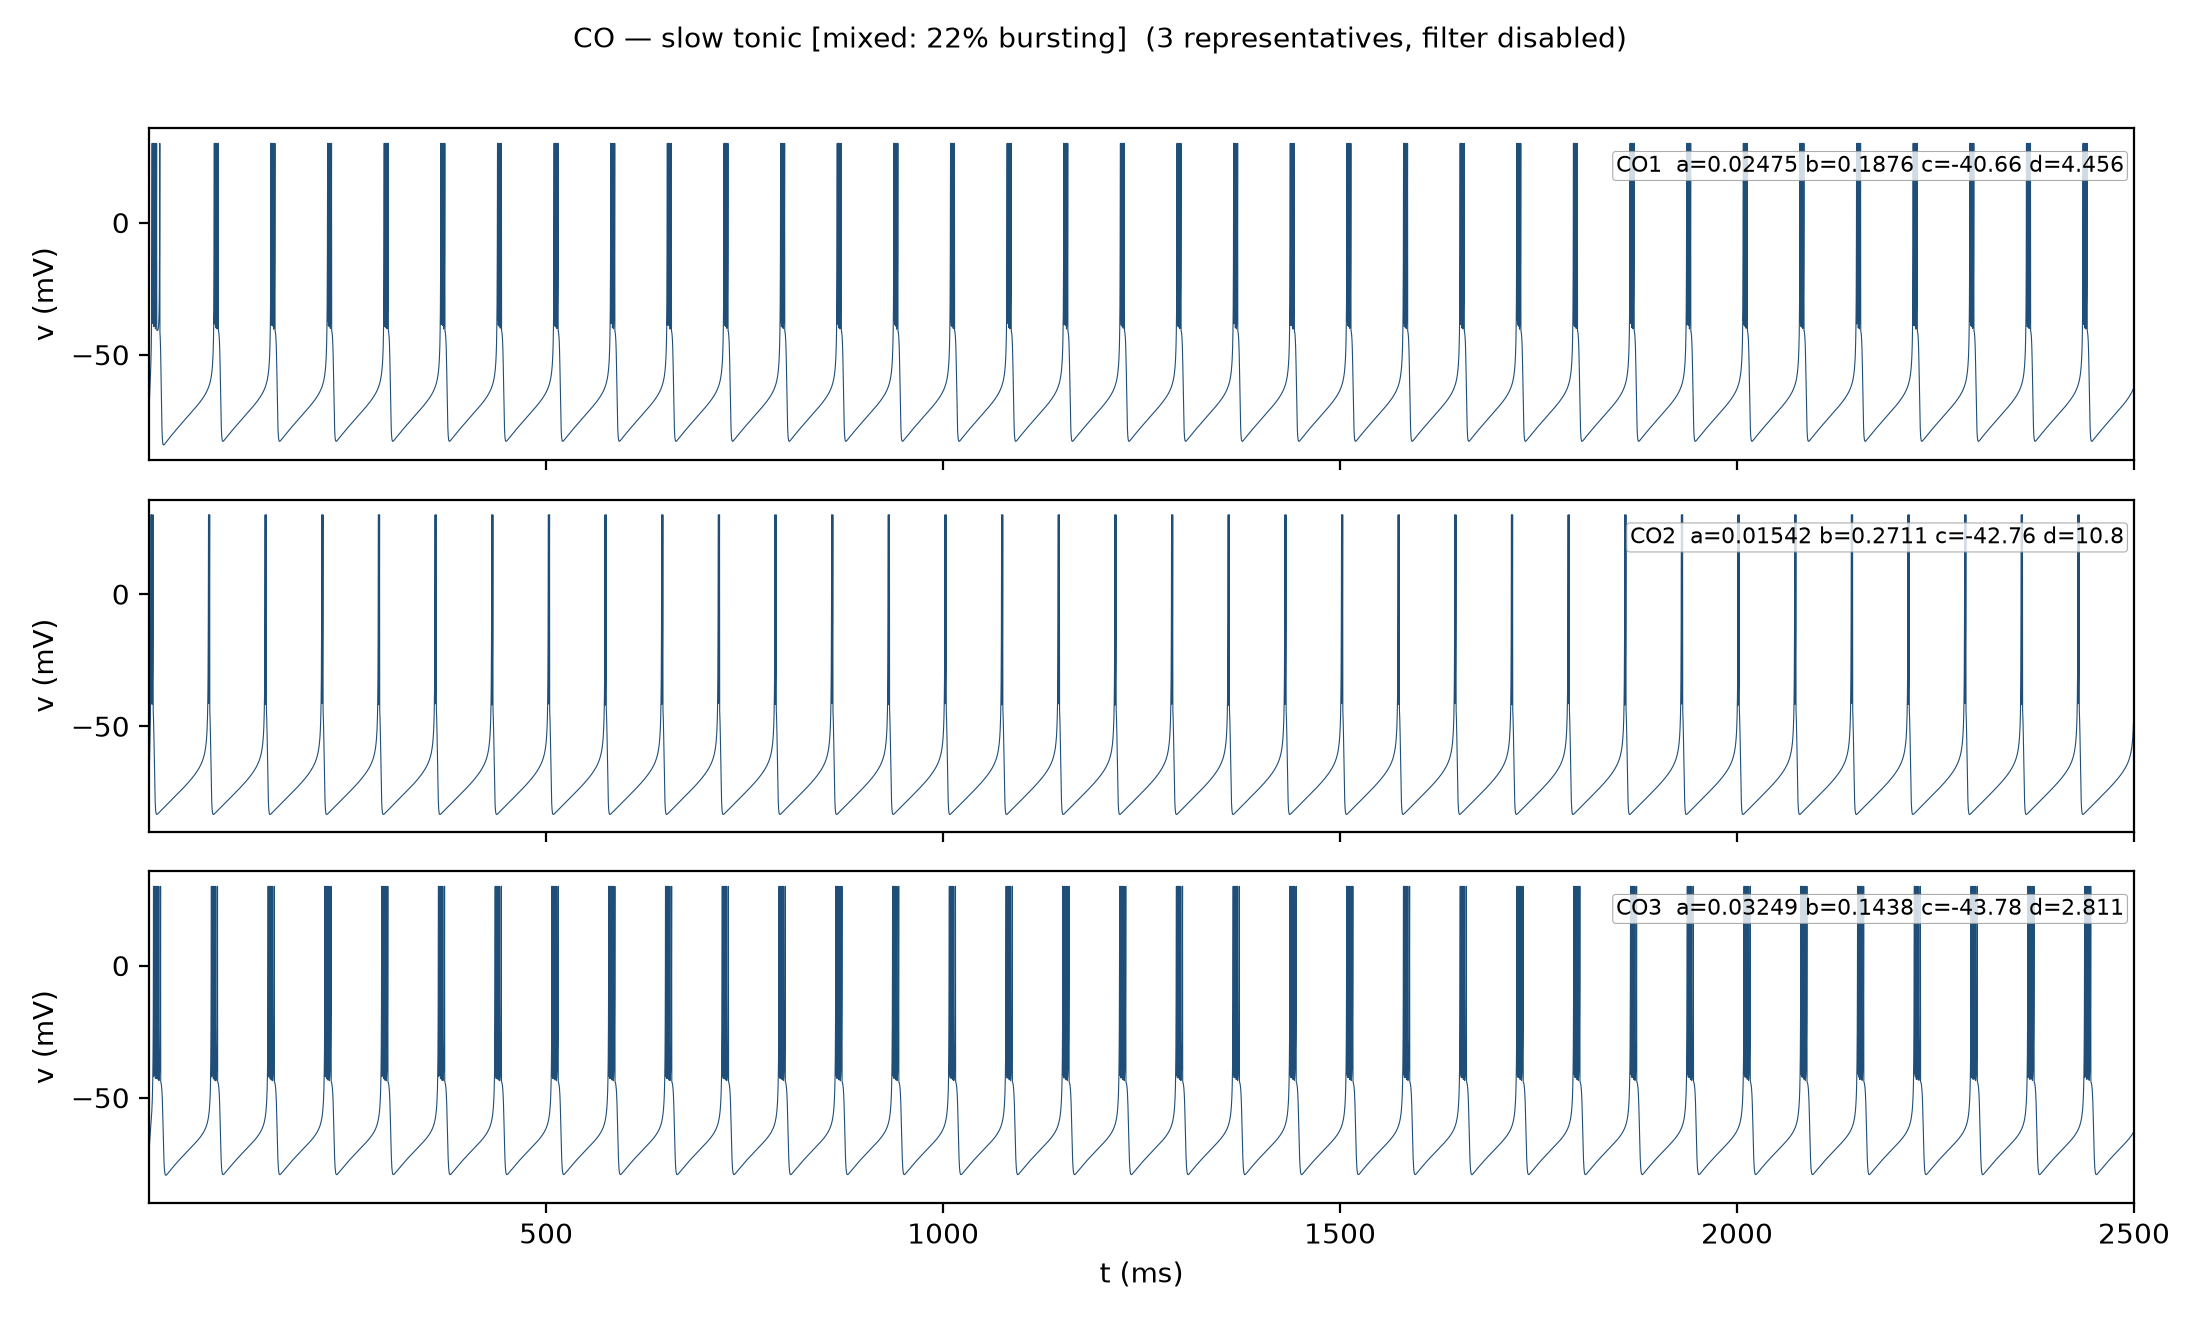 CO — slow tonic [mixed: 22% bursting]  (3 representatives, filter disabled)
CO1  a=0.02475 b=0.1876 c=-40.66 d=4.456
0
−50
v (mV)
CO2  a=0.01542 b=0.2711 c=-42.76 d=10.8
0
−50
v (mV)
CO3  a=0.03249 b=0.1438 c=-43.78 d=2.811
0
−50
v (mV)
500 1000 1500 2000 2500
t (ms)